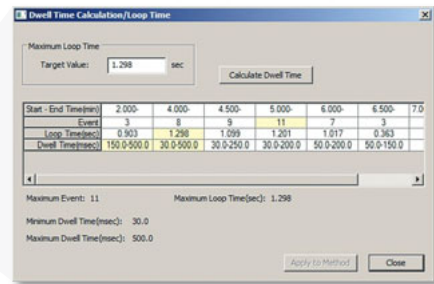 Dwell Time Calculation/Loop Time
Maximum Loop Time
Target Value: 1.298 sec
Calculate Dwell Time
Start - End Time(min) 2.000- 4.000- 4.500- 5.000- 6.000- 6.500- 7.0
Event 3 8 9 11 7 3
Loop Time(sec) 0.903 1.298 1.099 1.201 1.017 0.363
Dwell Time(msec) 150.0-500.0 30.0-500.0 30.0-250.0 30.0-200.0 50.0-200.0 50.0-150.0
Maximum Event: 11 Maximum Loop Time(sec): 1.298
Minimum Dwell Time(msec): 30.0
Maximum Dwell Time(msec): 500.0
Apply to Method Close